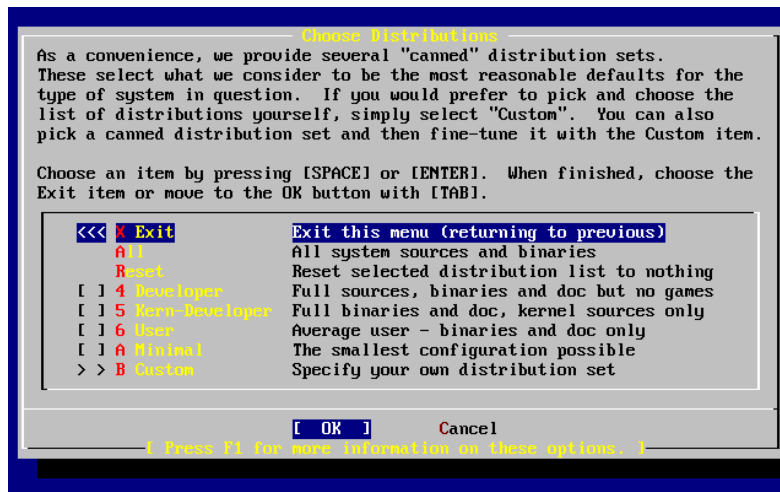 Choose Distributions
As a convenience, we provide several "canned" distribution sets.
These select what we consider to be the most reasonable defaults for the
type of system in question.  If you would prefer to pick and choose the
list of distributions yourself, simply select "Custom".  You can also
pick a canned distribution set and then fine-tune it with the Custom item.
Choose an item by pressing [SPACE] or [ENTER].  When finished, choose the
Exit item or move to the OK button with [TAB].
<<< X Exit Exit this menu (returning to previous)
All All system sources and binaries
Reset Reset selected distribution list to nothing
[ ] 4 Developer Full sources, binaries and doc but no games
[ ] 5 Kern-Developer Full binaries and doc, kernel sources only
[ ] 6 User Average user - binaries and doc only
[ ] A Minimal The smallest configuration possible
> > B Custom Specify your own distribution set
[ OK ] Cancel
[ Press F1 for more information on these options. ]